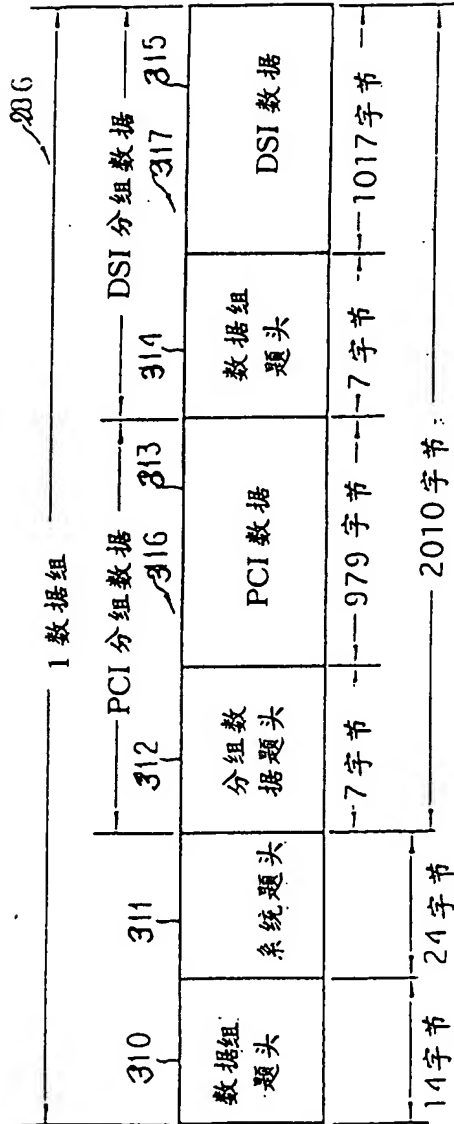 1 数据组
PCI 分组数据
DSI 分组数据
310
311
312
316
313
314
317
315
数据组
题头
系统题头
分组数
据题头
PCI 数据
数据组
题头
DSI 数据
7字节
979字节
7字节
1017字节
14字节
24字节
2010字节